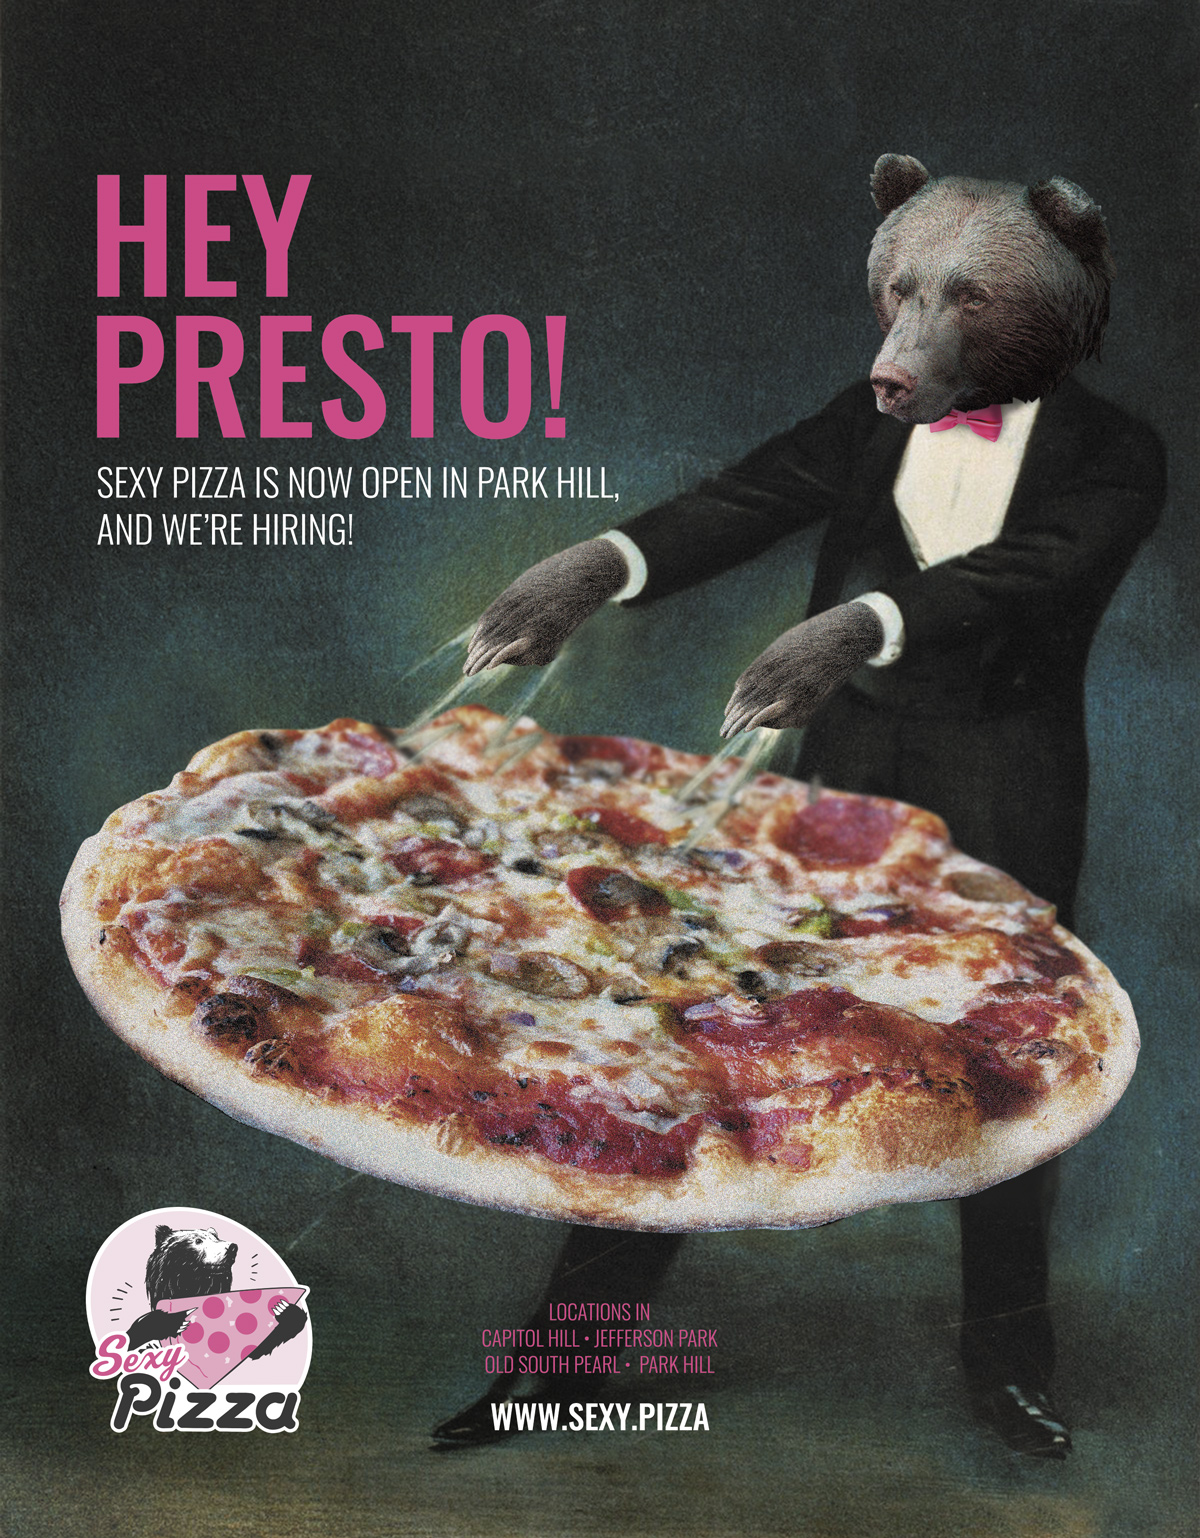 HEY
PRESTO!
SEXY PIZZA IS NOW OPEN IN PARK HILL,
AND WE'RE HIRING!
Sexy
Pizza
LOCATIONS IN
CAPITOL HILL • JEFFERSON PARK
OLD SOUTH PEARL • PARK HILL
WWW.SEXY.PIZZA